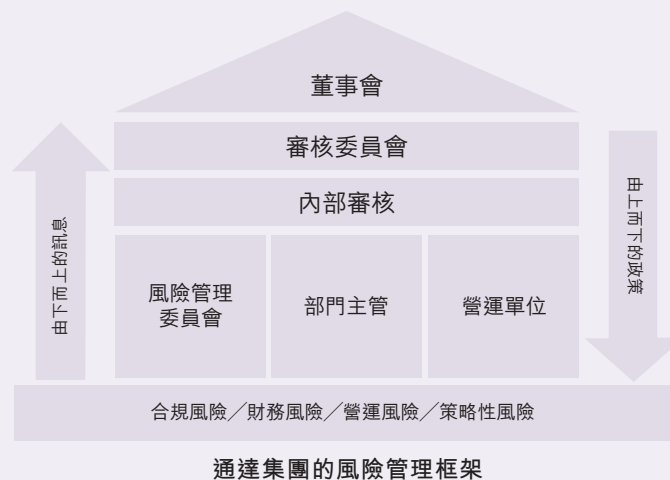 董事會
審核委員會
內部審核
由下而上的訊息
風險管理
委員會
部門主管
營運單位
由上而下的政策
合規風險╱財務風險╱營運風險╱策略性風險
通達集團的風險管理框架